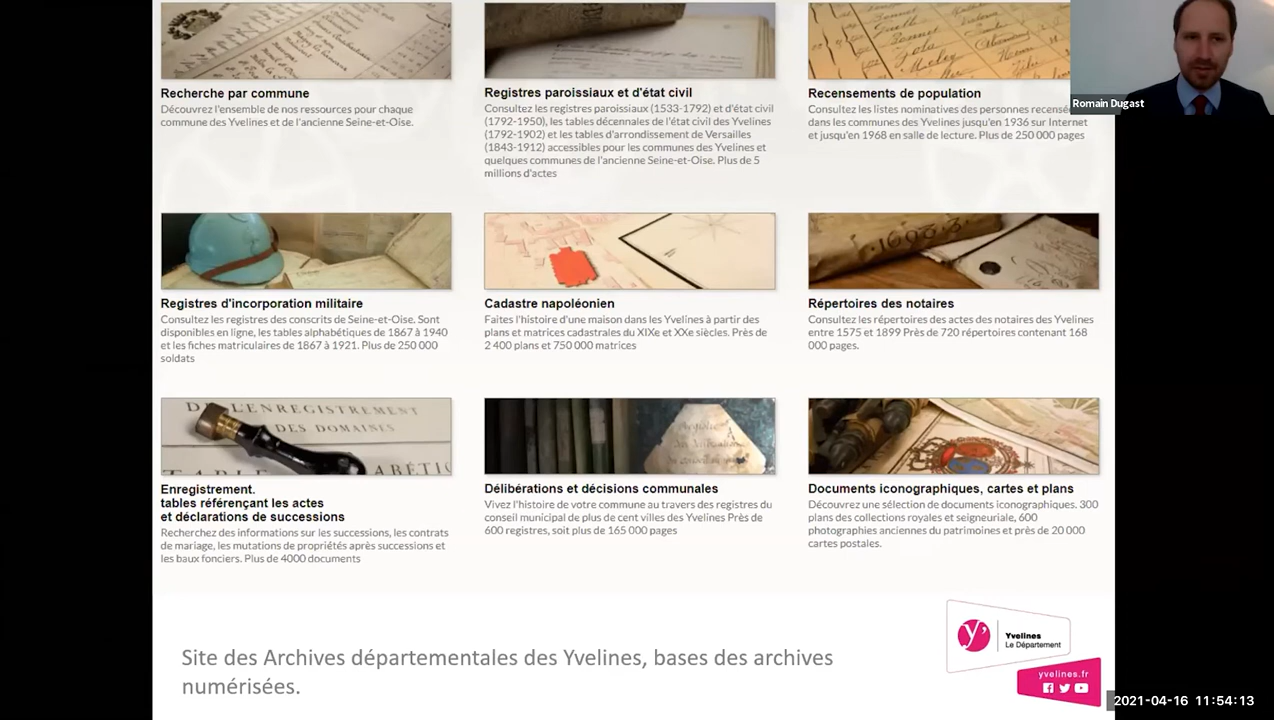 Romain Dugast
Recherche par commune
Découvrez l'ensemble de nos ressources pour chaque
commune des Yvelines et de l'ancienne Seine-et-Oise.
Registres paroissiaux et d'état civil
Consultez les registres paroissiaux (1533-1792) et d'état civil
(1792-1950), les tables décennales de l'état civil des Yvelines
(1792-1902) et les tables d'arrondissement de Versailles
(1843-1912) accessibles pour les communes des Yvelines et
quelques communes de l'ancienne Seine-et-Oise. Plus de 5
millions d'actes
Recensements de population
Consultez les listes nominatives des personnes
dans les communes des Yvelines jusqu'en 1936 sur Internet
et jusqu'en 1968 en salle de lecture. Plus de 250 000 pages
Registres d'incorporation militaire
Consultez les registres des conscrits de Seine-et-Oise. Sont
disponibles en ligne, les tables alphabétiques de 1867 à 1940
et les fiches matriculaires de 1867 à 1921. Plus de 250 000
soldats
Cadastre napoléonien
Faites l'histoire d'une maison dans les Yvelines à partir des
plans et matrices cadastrales du XIXe et XXe siècles. Près de
2 400 plans et 750 000 matrices
1690.3
Répertoires des notaires
Consultez les répertoires des actes des notaires des Yvelines
entre 1575 et 1899 Près de 720 répertoires contenant 168
000 pages.
DE L'ENREGISTREMENT
DES DOMAINES
Enregistrement.
tables référençant les actes
et déclarations de successions
Recherchez des informations sur les successions, les contrats
de mariage, les mutations de propriétés après successions et
les baux fonciers. Plus de 4000 documents
Délibérations et décisions communales
Vivez l'histoire de votre commune au travers des registres du
conseil municipal de plus de cent villes des Yvelines Près de
600 registres, soit plus de 165 000 pages
Documents iconographiques, cartes et plans
Découvrez une sélection de documents iconographiques. 300
plans des collections royales et seigneuriale, 600
photographies anciennes du patrimoines et près de 20 000
cartes postales.
Site des Archives départementales des Yvelines, bases des archives
numérisées.
Yvelines
Le Département
yvelines.fr
2021-04-16 11:54:13